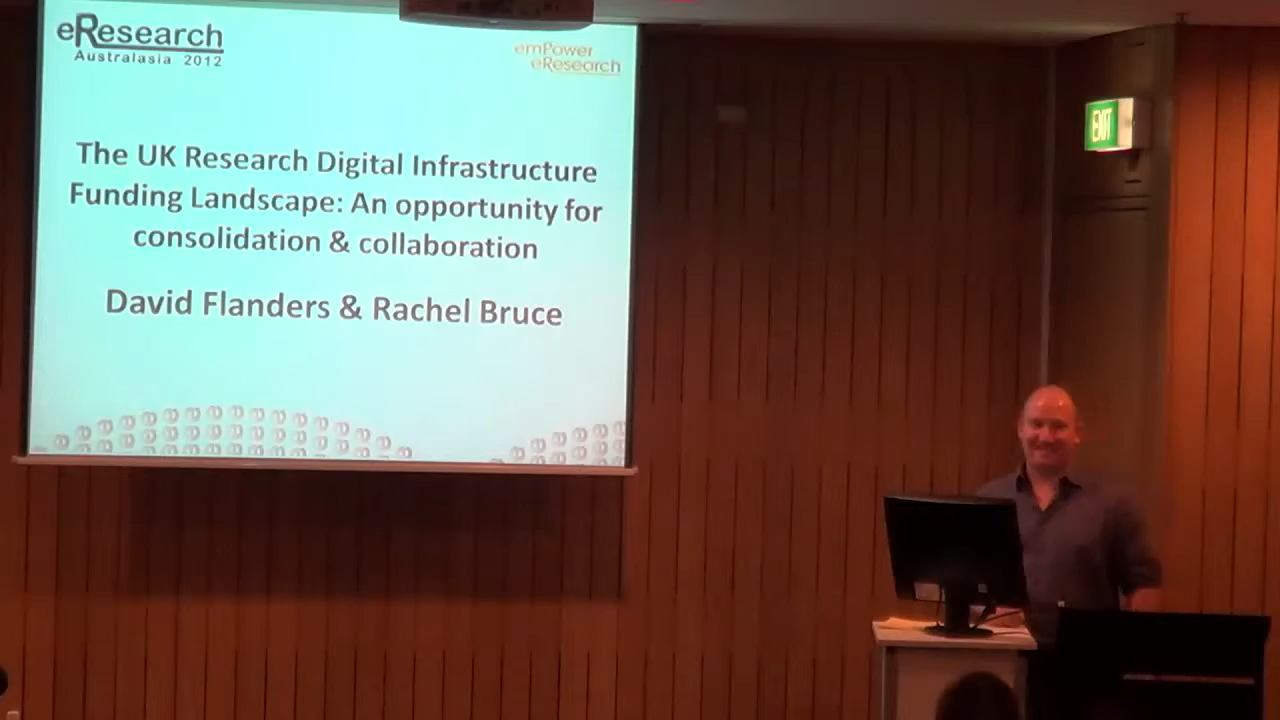 eResearch
Australasia 2012
emPower
eResearch
The UK Research Digital Infrastructure
Funding Landscape: An opportunity for
consolidation & collaboration
David Flanders & Rachel Bruce
EXIT